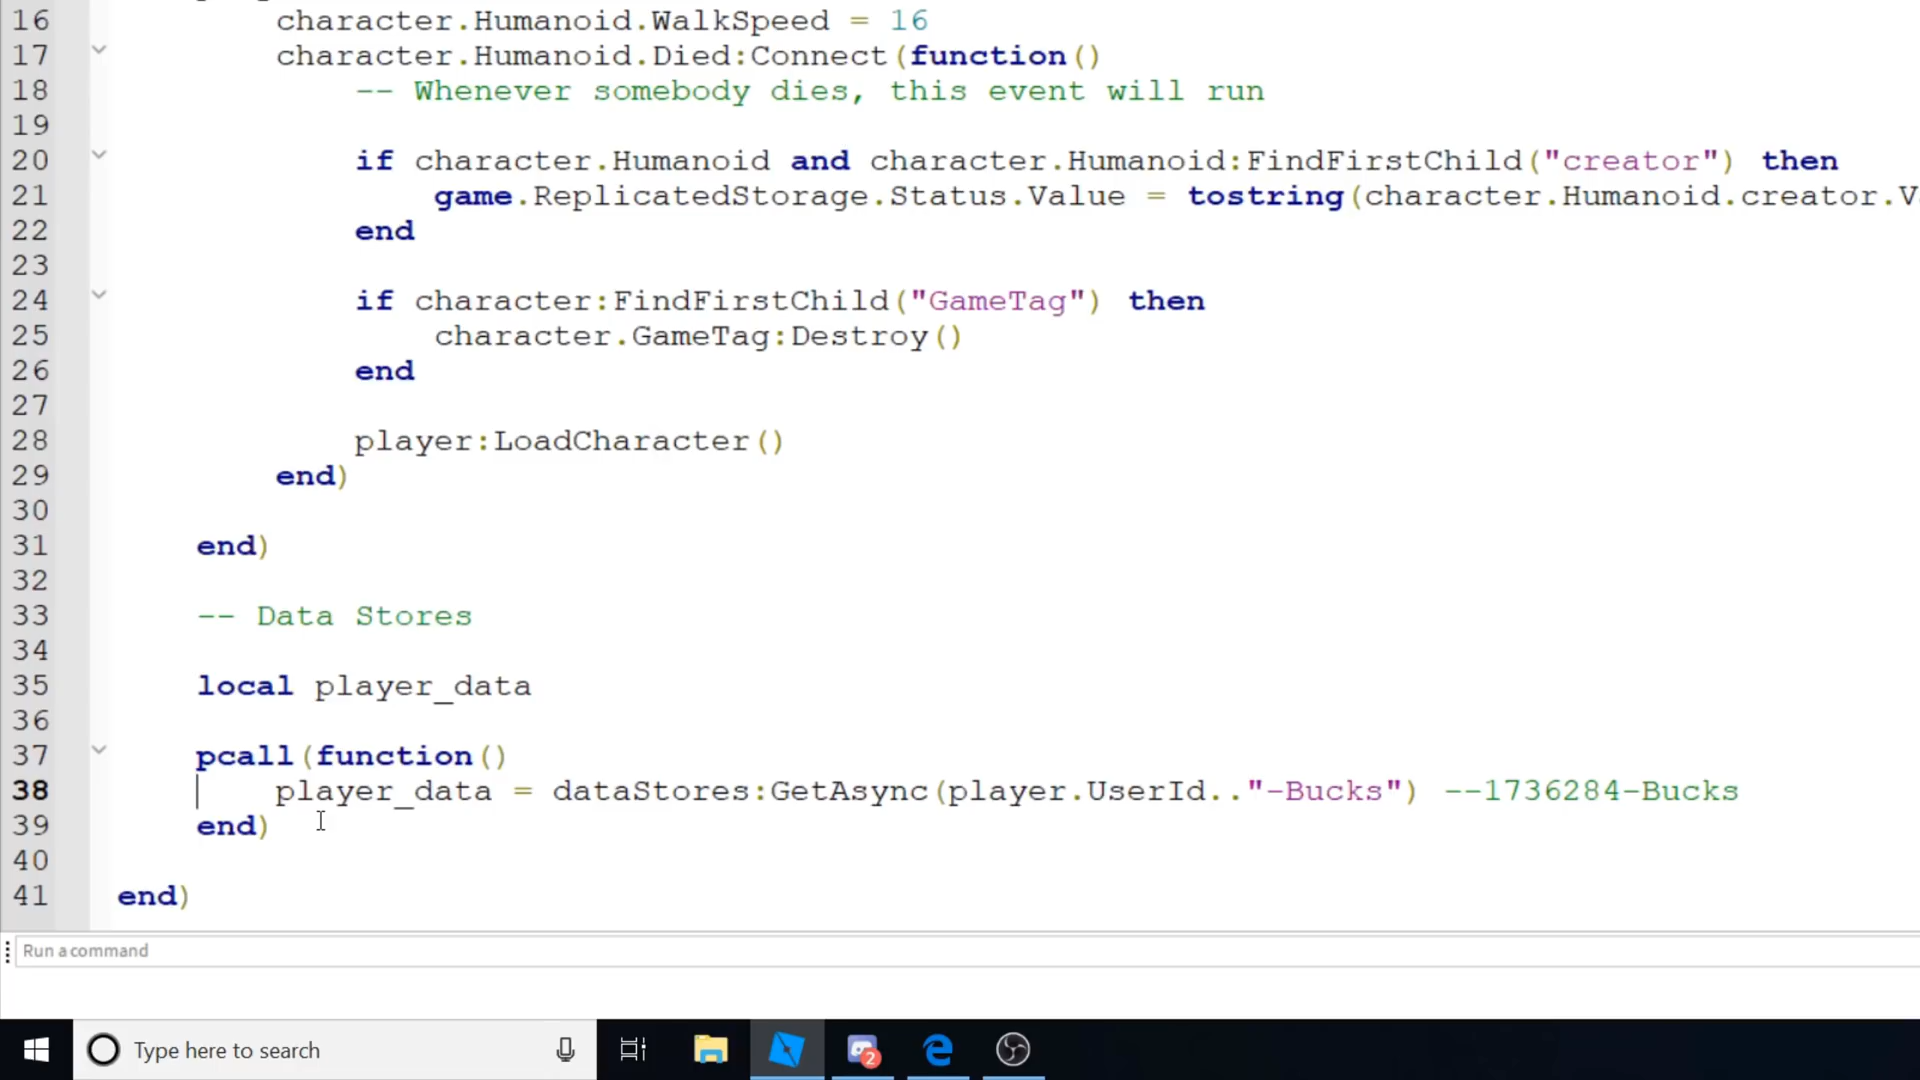 16 character.Humanoid.WalkSpeed = 16
17 character.Humanoid.Died:Connect(function()
18 -- Whenever somebody dies, this event will run
19
20 if character.Humanoid and character.Humanoid:FindFirstChild("creator") then
21 game.ReplicatedStorage.Status.Value = tostring(character.Humanoid.creator.V
22 end
23
24 if character:FindFirstChild("GameTag") then
25 character.GameTag:Destroy()
26 end
27
28 player:LoadCharacter()
29 end)
30
31 end)
32
33 -- Data Stores
34
35 local player_data
36
37 pcall(function()
38 player_data = dataStores:GetAsync(player.UserId.."-Bucks") --1736284-Bucks
39 end)
40
41 end)
Run a command
Type here to search
2